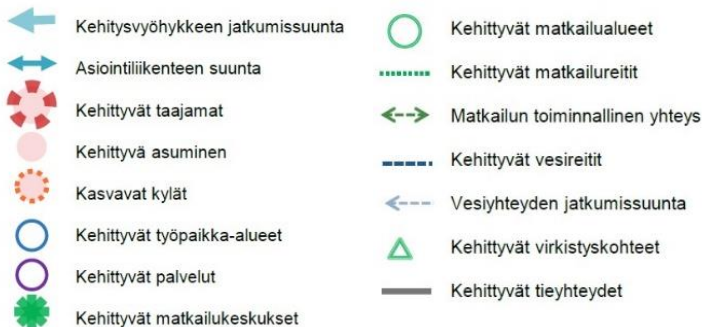 Kehitysvyöhykkeen jatkumissuunta
Asiointiliikenteen suunta
Kehittyvät taajamat
Kehittyvä asuminen
Kasvavat kylät
Kehittyvät työpaikka-alueet
Kehittyvät palvelut
Kehittyvät matkailukeskukset
Kehittyvät matkailualueet
Kehittyvät matkailureitit
Matkailun toiminnallinen yhteys
Kehittyvät vesireitit
Vesiyhteyden jatkumissuunta
Kehittyvät virkistyskohteet
Kehittyvät tieyhteydet